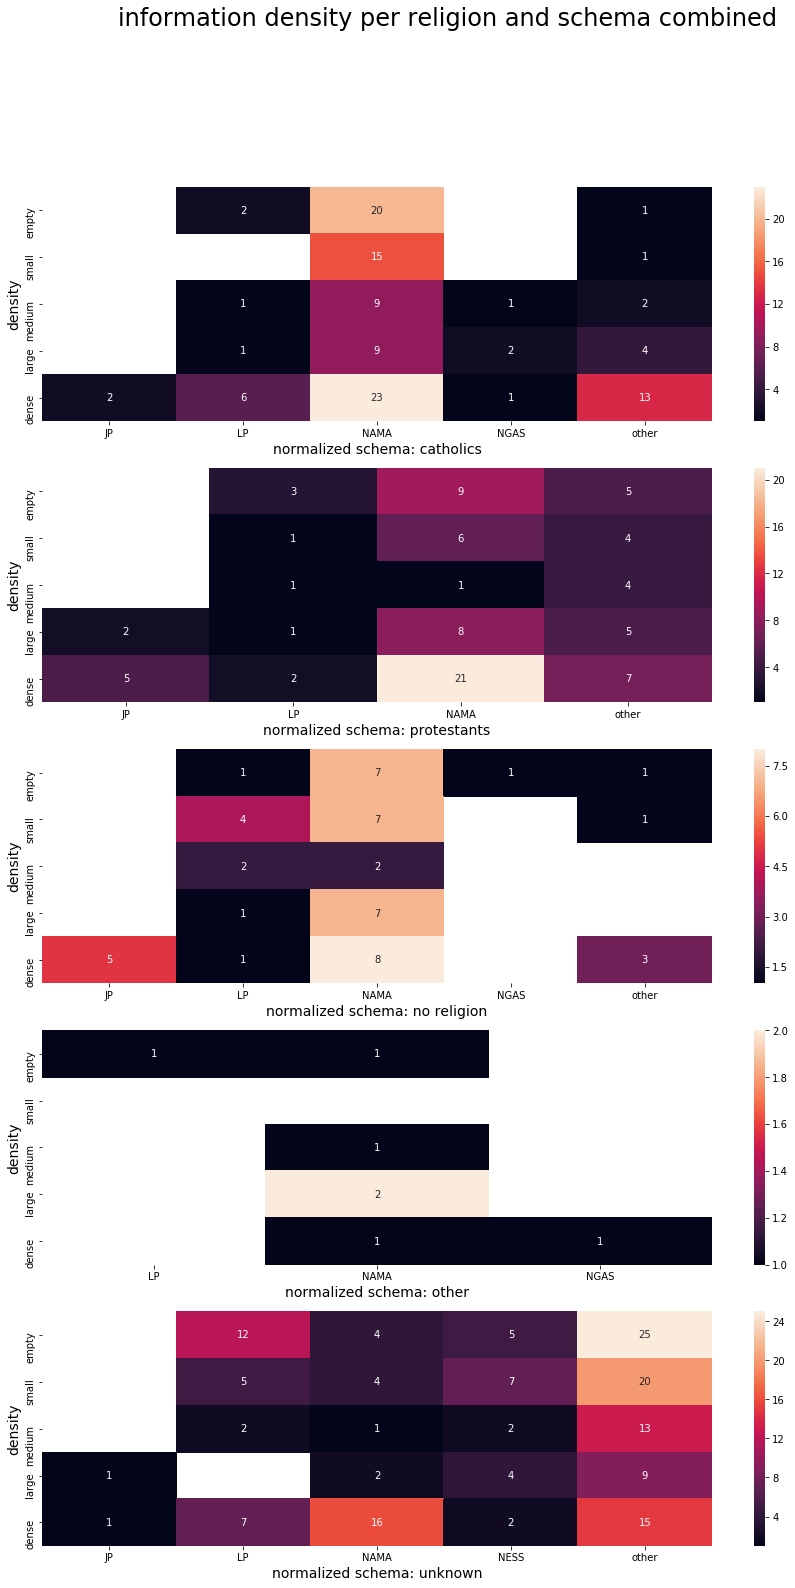 information density per religion and schema combined
density
empty 2 20 1
small 15 1
medium 1 9 1 2
large 1 9 2 4
dense 2 6 23 1 13
JP LP NAMA NGAS other
normalized schema: catholics
20
16
12
8
4
density
empty 3 9 5
small 1 6 4
medium 1 1 4
large 2 1 8 5
dense 5 2 21 7
JP LP NAMA other
normalized schema: protestants
20
16
12
8
4
density
empty 1 7 1 1
small 4 7 1
medium 2 2
large 1 7
dense 5 1 8 3
JP LP NAMA NGAS other
normalized schema: no religion
7.5
6.0
4.5
3.0
1.5
density
empty 1 1
small
medium 1
large 2
dense 1 1
LP NAMA NGAS
normalized schema: other
2.0
1.8
1.6
1.4
1.2
1.0
density
empty 12 4 5 25
small 5 4 7 20
medium 2 1 2 13
large 1 2 4 9
dense 1 7 16 2 15
JP LP NAMA NESS other
normalized schema: unknown
24
20
16
12
8
4